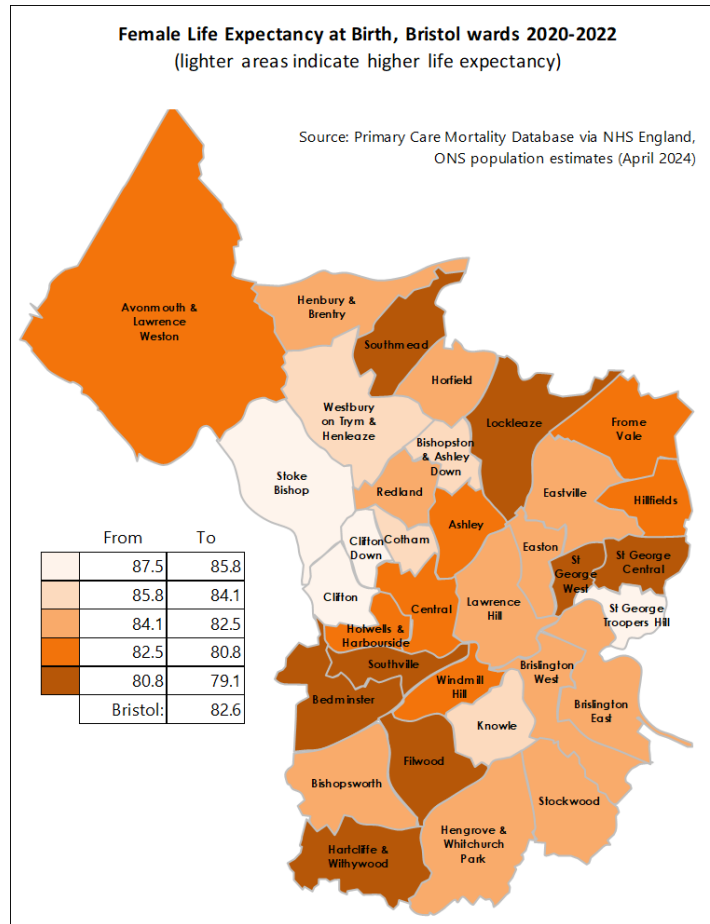 Female Life Expectancy at Birth, Bristol wards 2020-2022
(lighter areas indicate higher life expectancy)
Source: Primary Care Mortality Database via NHS England,
ONS population estimates (April 2024)
Avonmouth &
Lawrence
Weston
Henbury &
Brentry
Southmead
Horfield
Lockleaze
Frome
Vale
Westbury
on Trym &
Henleaze
Bishopston
& Ashley
Down
Stoke
Bishop
Redland
Eastville
Hillfields
Ashley
Clifton
Down
Cotham
Easton
St
George
West
St George
Central
Clifton
Central
Lawrence
Hill
St George
Troopers Hill
Hotwells &
Harbourside
Southville
Brislington
West
Windmill
Hill
Bedminster
Brislington
East
Knowle
Filwood
Bishopsworth
Stockwood
Hengrove &
Whitchurch
Park
Hartcliffe &
Withywood
From To
87.5 85.8
85.8 84.1
84.1 82.5
82.5 80.8
80.8 79.1
Bristol: 82.6